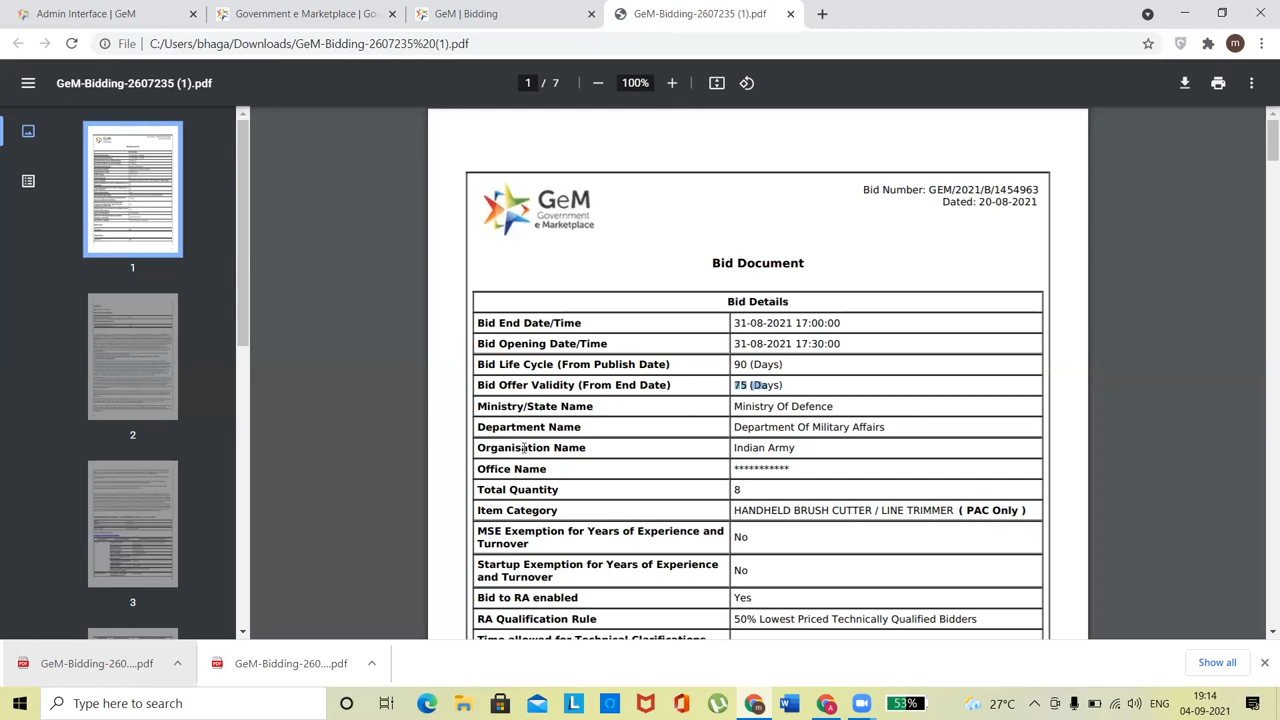 Admin Interface | GeM
Government e Marketplace | Go
GeM | Bidding
GeM-Bidding-2607235 (1).pdf
File
C:/Users/bhaga/Downloads/GeM-Bidding-2607235%20(1).pdf
m
GeM-Bidding-2607235 (1).pdf
1 / 7
100%
1
2
3
GeM
Government
e Marketplace
Bid Number: GEM/2021/B/1454963
Dated: 20-08-2021
Bid Document
Bid Details
Bid End Date/Time 31-08-2021 17:00:00
Bid Opening Date/Time 31-08-2021 17:30:00
Bid Life Cycle (From Publish Date) 90 (Days)
Bid Offer Validity (From End Date) 75 (Days)
Ministry/State Name Ministry Of Defence
Department Name Department Of Military Affairs
Organisation Name Indian Army
Office Name ***********
Total Quantity 8
Item Category HANDHELD BRUSH CUTTER / LINE TRIMMER ( PAC Only )
MSE Exemption for Years of Experience and
Turnover
No
Startup Exemption for Years of Experience
and Turnover
No
Bid to RA enabled Yes
RA Qualification Rule 50% Lowest Priced Technically Qualified Bidders
Time allowed for Technical Clarifications
GeM-Bidding-260....pdf
GeM-Bidding-260....pdf
Show all
Type here to search
53%
27°C
ENG
19:14
04-09-2021